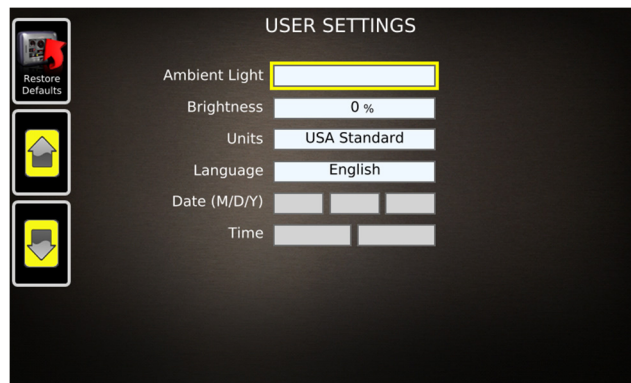 USER SETTINGS
Restore
Defaults
Ambient Light
Brightness 0 %
Units USA Standard
Language English
Date (M/D/Y)
Time